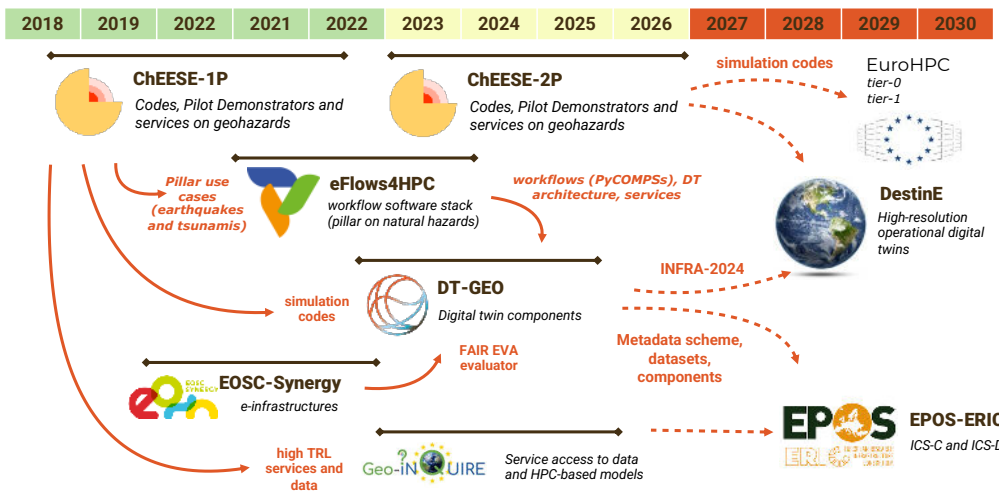 2018 2019 2022 2021 2022 2023 2024 2025 2026 2027 2028 2029 2030
ChEESE-1P
Codes, Pilot Demonstrators and
services on geohazards
ChEESE-2P
Codes, Pilot Demonstrators and
services on geohazards
simulation codes
EuroHPC
tier-0
tier-1
Pillar use
cases
(earthquakes
and tsunamis)
eFlows4HPC
workflow software stack
(pillar on natural hazards)
workflows (PyCOMPSs), DT
architecture, services
DestinE
High-resolution
operational digital
twins
simulation
codes
DT-GEO
Digital twin components
INFRA-2024
FAIR EVA
evaluator
Metadata scheme,
datasets,
components
EOSC
SYNERGY
EOSC-Synergy
e-infrastructures
high TRL
services and
data
Geo-iNQUIRE
Service access to data
and HPC-based models
EPOS
ERIC
EPOS-ERIC
ICS-C and ICS-D